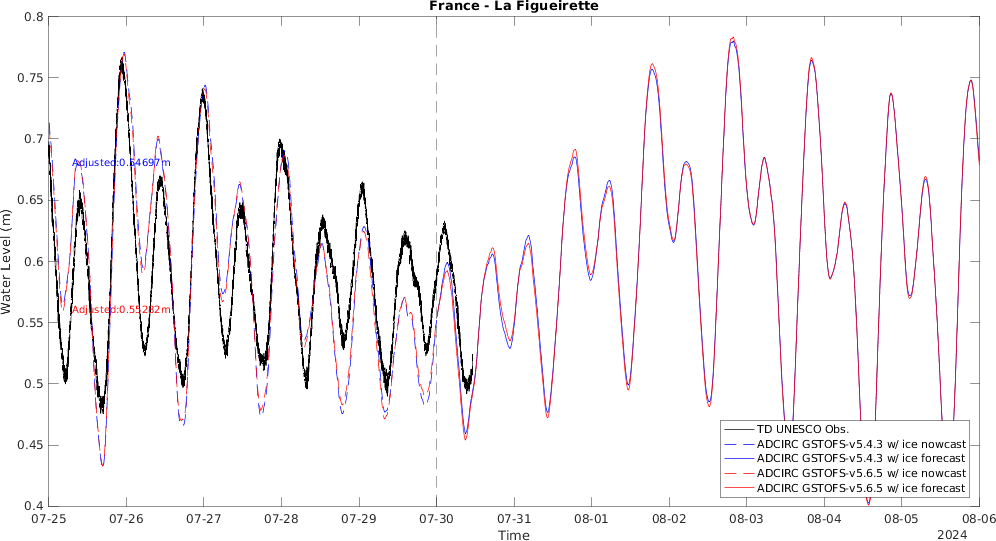 France - La Figueirette
0.8
0.75
0.7
0.65
0.6
0.55
0.5
0.45
0.4
Water Level (m)
Adjusted:0.54697m
Adjusted:0.55282m
TD UNESCO Obs.
ADCIRC GSTOFS-v5.4.3 w/ ice nowcast
ADCIRC GSTOFS-v5.4.3 w/ ice forecast
ADCIRC GSTOFS-v5.6.5 w/ ice nowcast
ADCIRC GSTOFS-v5.6.5 w/ ice forecast
07-25 07-26 07-27 07-28 07-29 07-30 07-31 08-01 08-02 08-03 08-04 08-05 08-06
Time
2024